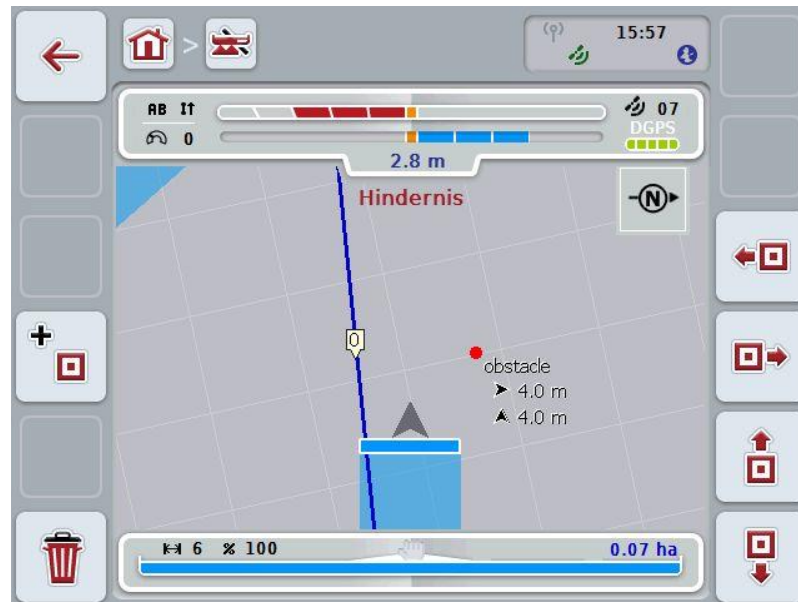 >
15:57
AB
07
0
DGPS
2.8 m
Hindernis
N
0
obstacle
4.0 m
4.0 m
6 % 100
0.07 ha